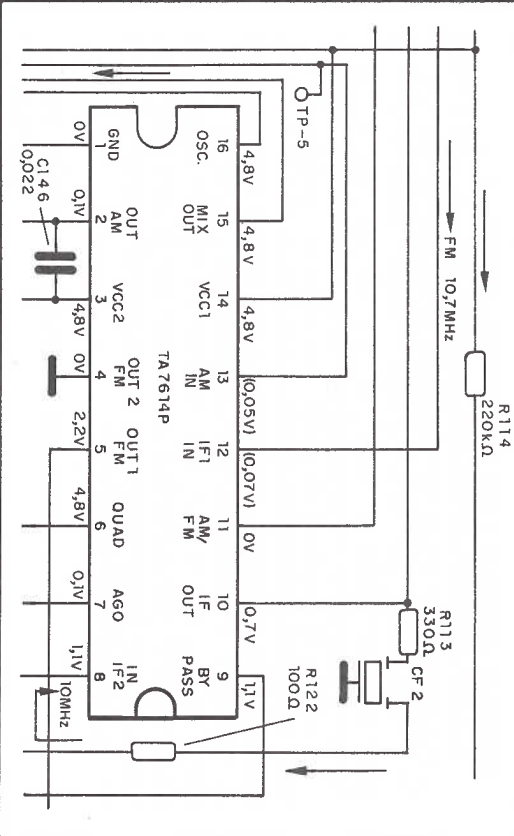 TP-5
FM 10,7MHz
R114
220kΩ
R113
330Ω
CF2
R122
100Ω
4,8V
4,8V
4,8V
(0,05V)
(0,07V)
0V
0,7V
1,1V
16
15
14
13
12
11
10
9
OSC.
MIX
OUT
VCC1
AM
IN
IF1
IN
AM/
FM
IF
OUT
BY
PASS
TA7614P
GND
OUT
AM
VCC2
OUT 2
FM
OUT 1
FM
QUAD
AGO
IN
IF2
1
2
3
4
5
6
7
8
0V
0,1V
4,8V
0V
2,2V
4,8V
0,1V
1,1V
C146
0,022
10MHz